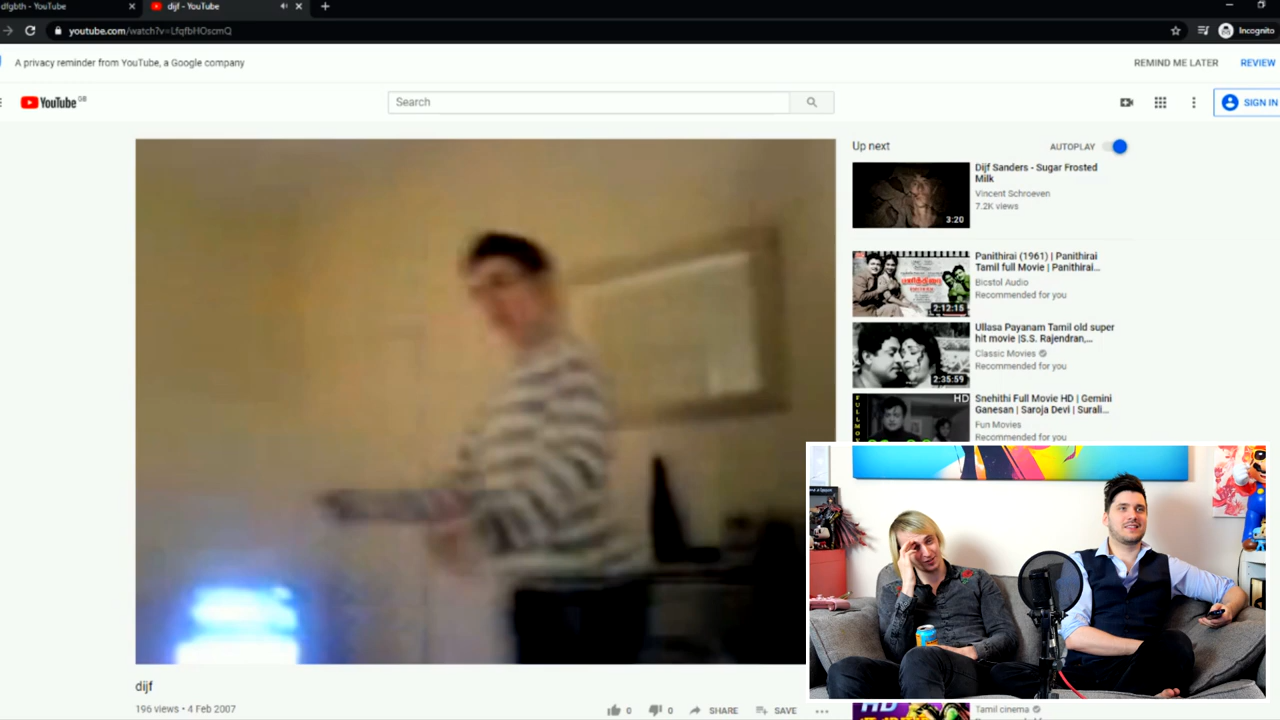 dfgbth - YouTube
dijf - YouTube
youtube.com/watch?v=LfqfbHOscmQ
Incognito
A privacy reminder from YouTube, a Google company
REMIND ME LATER
REVIEW
YouTube GB
Search
SIGN IN
Up next
AUTOPLAY
Dijf Sanders - Sugar Frosted
Milk
Vincent Schroeven
7.2K views
3:20
Panithirai (1961) | Panithirai
Tamil full Movie | Panithirai...
Bicstol Audio
Recommended for you
2:12:15
Ullasa Payanam Tamil old super
hit movie |S.S. Rajendran,...
Classic Movies
Recommended for you
2:35:59
HD
Snehithi Full Movie HD | Gemini
Ganesan | Saroja Devi | Surali...
Fun Movies
Recommended for you
dijf
196 views • 4 Feb 2007
0
0
SHARE
SAVE
Tamil cinema